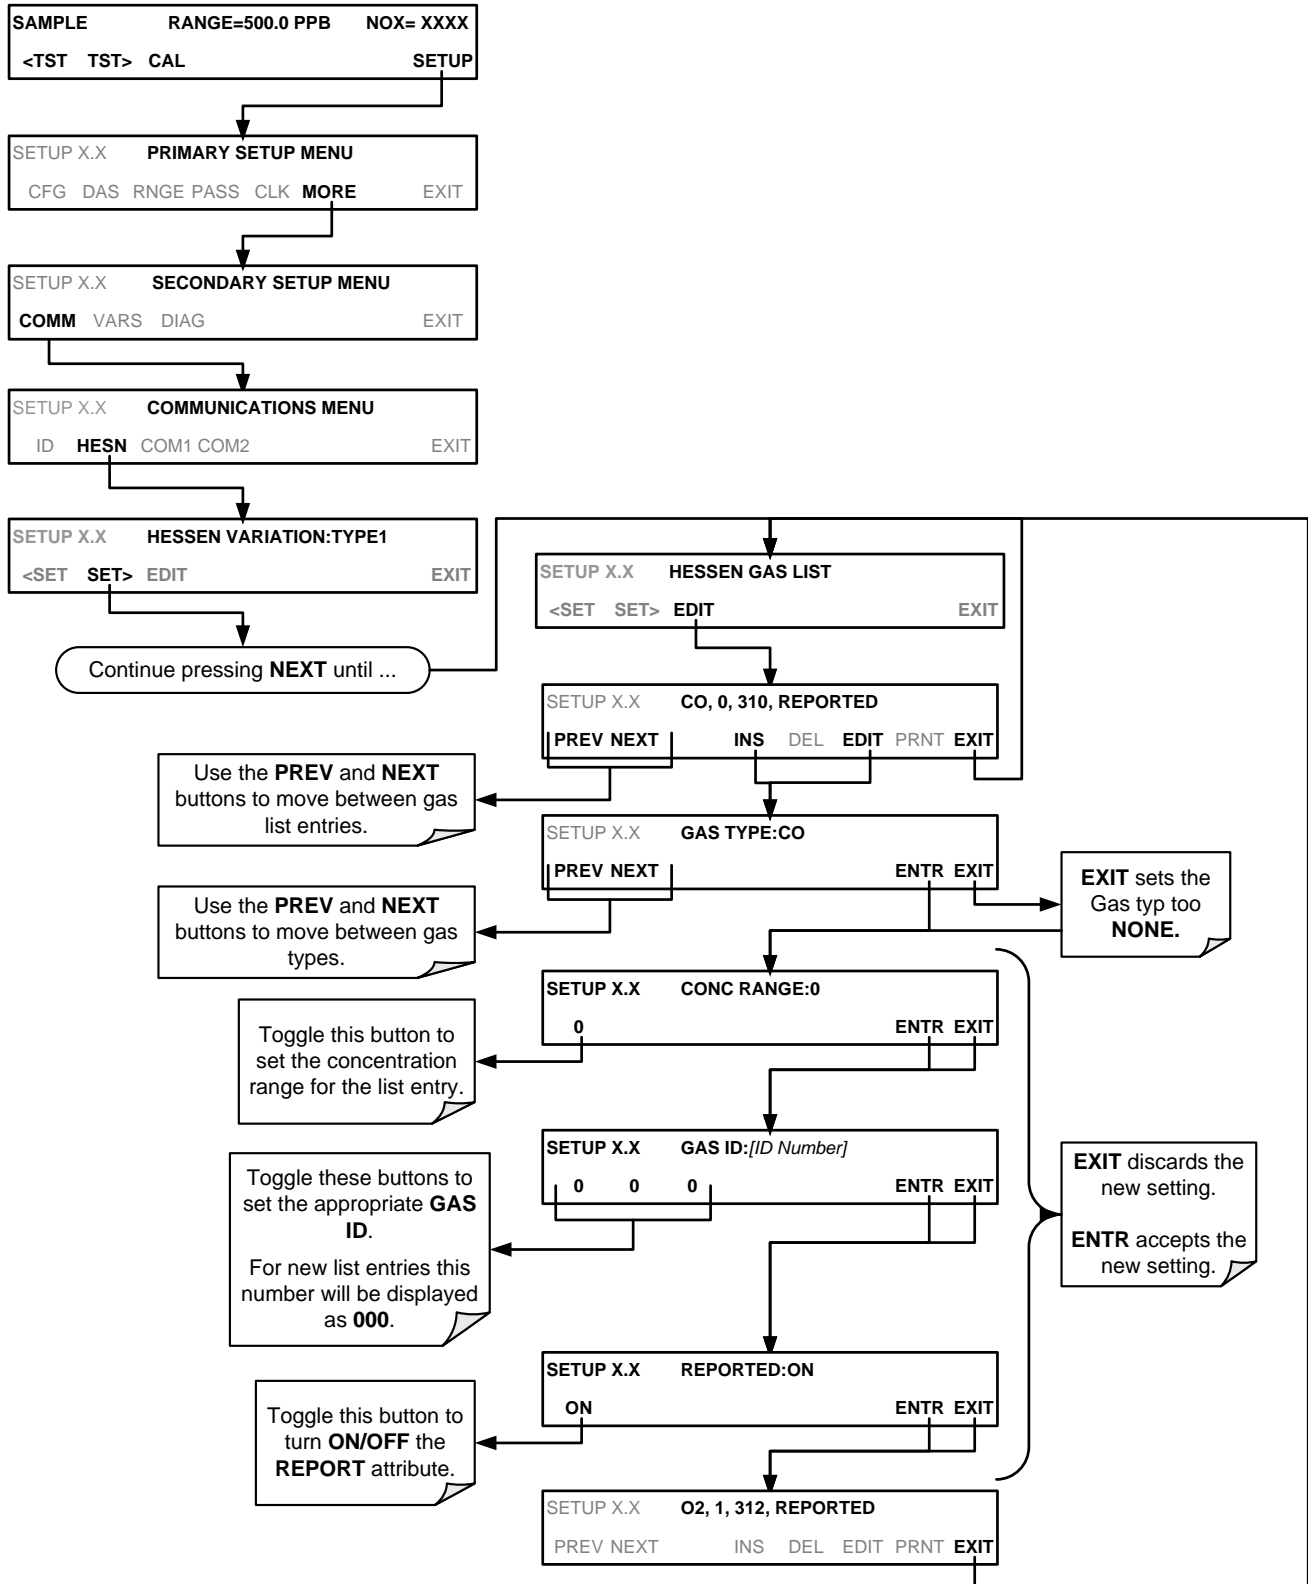 SAMPLE RANGE=500.0 PPB NOX= XXXX
<TST TST> CAL SETUP
SETUP X.X PRIMARY SETUP MENU
CFG DAS RNGE PASS CLK MORE EXIT
SETUP X.X SECONDARY SETUP MENU
COMM VARS DIAG EXIT
SETUP X.X COMMUNICATIONS MENU
ID HESN COM1 COM2 EXIT
SETUP X.X HESSEN VARIATION:TYPE1
<SET SET> EDIT EXIT
Continue pressing NEXT until ...
SETUP X.X HESSEN GAS LIST
<SET SET> EDIT EXIT
SETUP X.X CO, 0, 310, REPORTED
PREV NEXT INS DEL EDIT PRNT EXIT
Use the PREV and NEXT
buttons to move between gas
list entries.
SETUP X.X GAS TYPE:CO
PREV NEXT ENTR EXIT
EXIT sets the
Gas typ too
NONE.
Use the PREV and NEXT
buttons to move between gas
types.
SETUP X.X CONC RANGE:0
0 ENTR EXIT
Toggle this button to
set the concentration
range for the list entry.
SETUP X.X GAS ID:[ID Number]
0 0 0 ENTR EXIT
Toggle these buttons to
set the appropriate GAS
ID.
For new list entries this
number will be displayed
as 000.
EXIT discards the
new setting.
ENTR accepts the
new setting.
SETUP X.X REPORTED:ON
ON ENTR EXIT
Toggle this button to
turn ON/OFF the
REPORT attribute.
SETUP X.X O2, 1, 312, REPORTED
PREV NEXT INS DEL EDIT PRNT EXIT